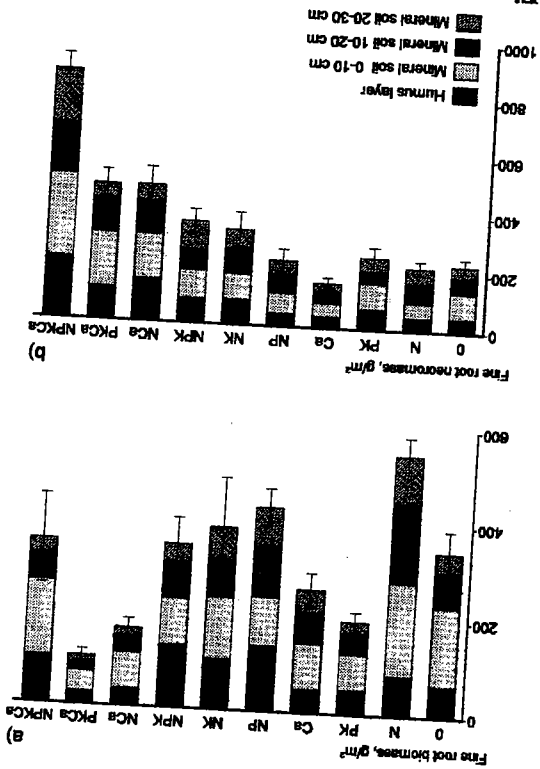 a)
Fine root biomass, g/m²
0 N PK Ca NP NK NPK NCa PKCa NPKCa
0
200
400
600
b)
Fine root necromass, g/m²
0 N PK Ca NP NK NPK NCa PKCa NPKCa
0
200
400
600
800
1000
Humus layer
Mineral soil 0-10 cm
Mineral soil 10-20 cm
Mineral soil 20-30 cm